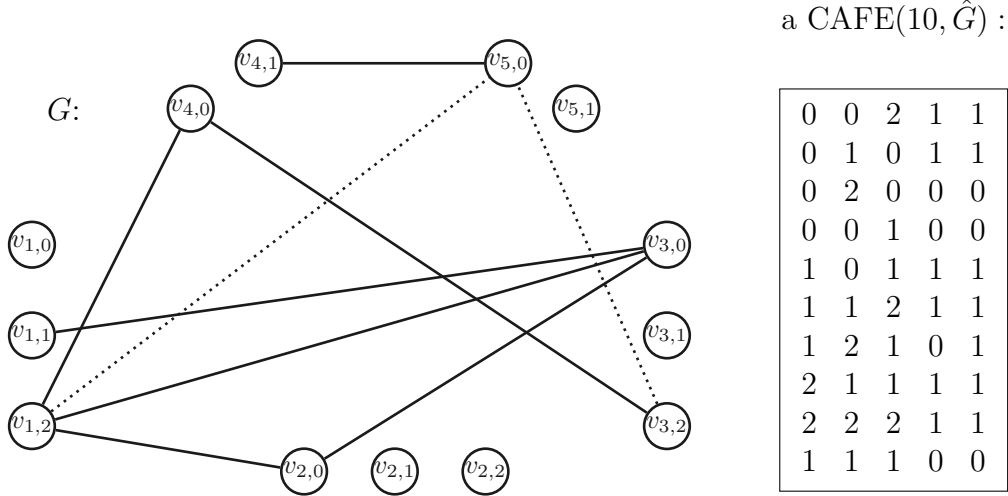 a CAFE(10, Ĝ) :
v4,1
v5,0
G:
v4,0
v5,1
v1,0
v3,0
v1,1
v3,1
v1,2
v3,2
v2,0
v2,1
v2,2
0 0 2 1 1
0 1 0 1 1
0 2 0 0 0
0 0 1 0 0
1 0 1 1 1
1 1 2 1 1
1 2 1 0 1
2 1 1 1 1
2 2 2 1 1
1 1 1 0 0